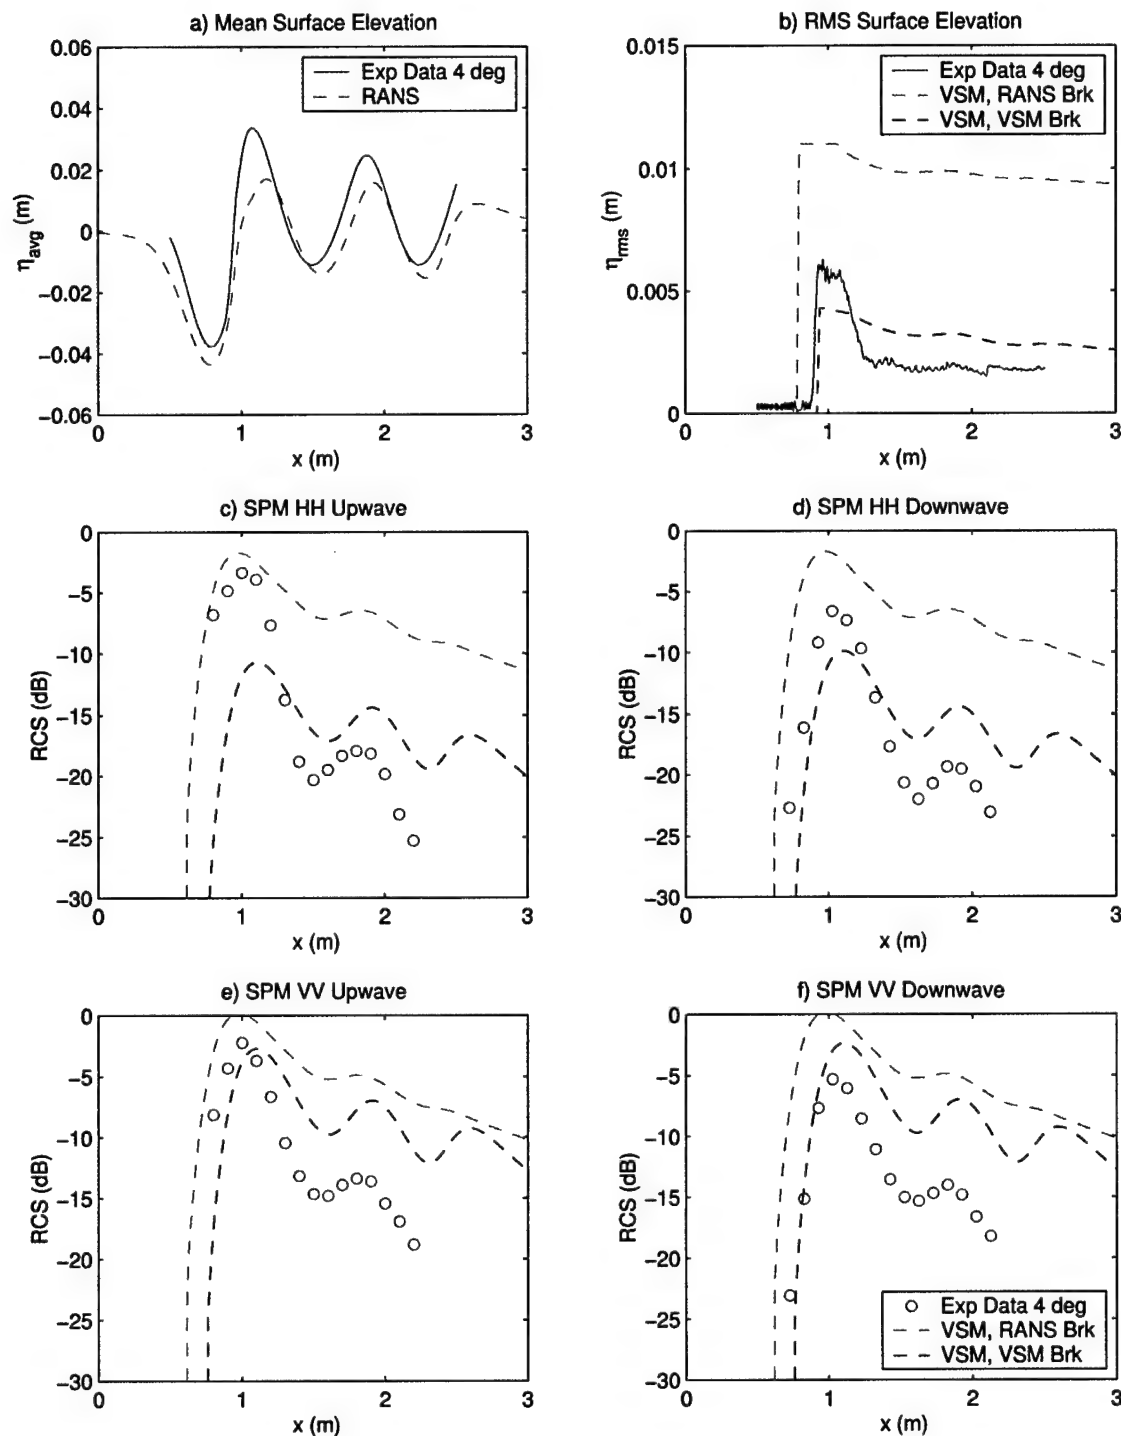 a) Mean Surface Elevation
0.06
0.04
0.02
0
−0.02
−0.04
−0.06
η_avg (m)
Exp Data 4 deg
RANS
0 1 2 3
x (m)
b) RMS Surface Elevation
0.015
0.01
0.005
0
η_rms (m)
Exp Data 4 deg
VSM, RANS Brk
VSM, VSM Brk
0 1 2 3
x (m)
c) SPM HH Upwave
0
−5
−10
−15
−20
−25
−30
RCS (dB)
0 1 2 3
x (m)
d) SPM HH Downwave
0
−5
−10
−15
−20
−25
−30
RCS (dB)
0 1 2 3
x (m)
e) SPM VV Upwave
0
−5
−10
−15
−20
−25
−30
RCS (dB)
0 1 2 3
x (m)
f) SPM VV Downwave
0
−5
−10
−15
−20
−25
−30
RCS (dB)
Exp Data 4 deg
VSM, RANS Brk
VSM, VSM Brk
0 1 2 3
x (m)